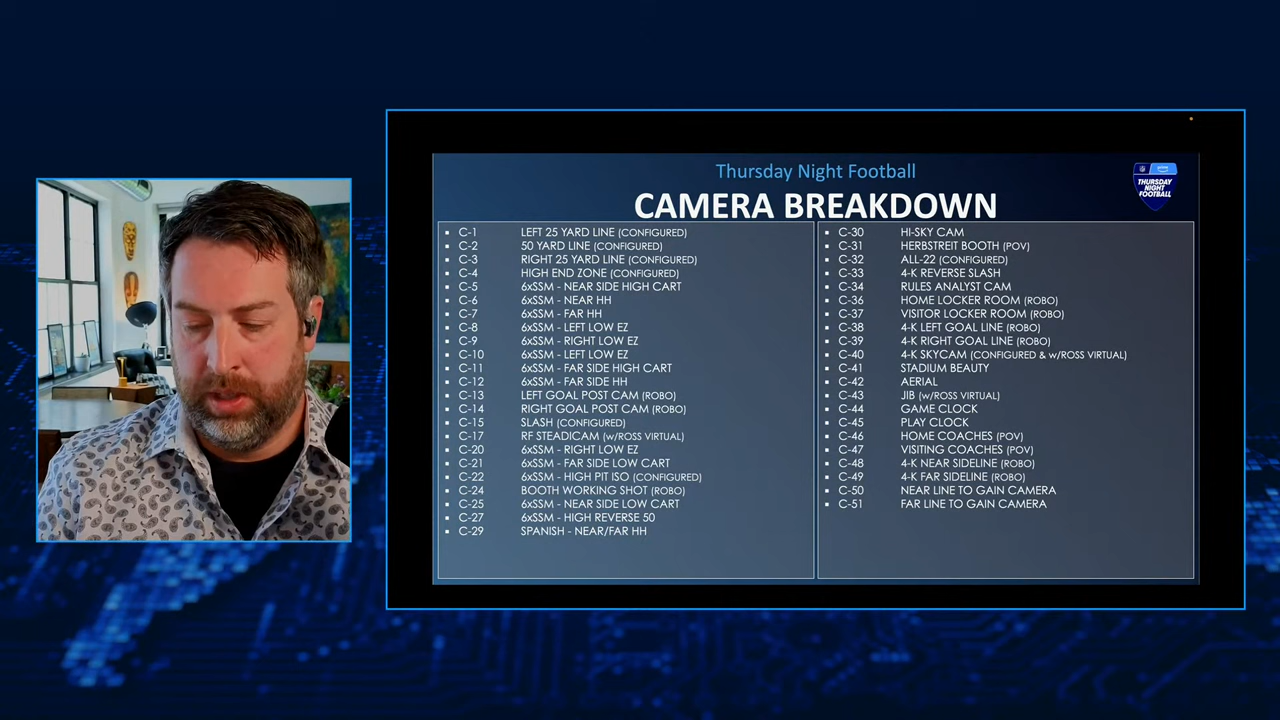 Thursday Night Football
CAMERA BREAKDOWN
THURSDAY
NIGHT
FOOTBALL
C-1 LEFT 25 YARD LINE (CONFIGURED)
C-2 50 YARD LINE (CONFIGURED)
C-3 RIGHT 25 YARD LINE (CONFIGURED)
C-4 HIGH END ZONE (CONFIGURED)
C-5 6xSSM - NEAR SIDE HIGH CART
C-6 6xSSM - NEAR HH
C-7 6xSSM - FAR HH
C-8 6xSSM - LEFT LOW EZ
C-9 6xSSM - RIGHT LOW EZ
C-10 6xSSM - LEFT LOW EZ
C-11 6xSSM - FAR SIDE HIGH CART
C-12 6xSSM - FAR SIDE HH
C-13 LEFT GOAL POST CAM (ROBO)
C-14 RIGHT GOAL POST CAM (ROBO)
C-15 SLASH (CONFIGURED)
C-17 RF STEADICAM (w/ROSS VIRTUAL)
C-20 6xSSM - RIGHT LOW EZ
C-21 6xSSM - FAR SIDE LOW CART
C-22 6xSSM - HIGH PIT ISO (CONFIGURED)
C-24 BOOTH WORKING SHOT (ROBO)
C-25 6xSSM - NEAR SIDE LOW CART
C-27 6xSSM - HIGH REVERSE 50
C-29 SPANISH - NEAR/FAR HH
C-30 HI-SKY CAM
C-31 HERBSTREIT BOOTH (POV)
C-32 ALL-22 (CONFIGURED)
C-33 4-K REVERSE SLASH
C-34 RULES ANALYST CAM
C-36 HOME LOCKER ROOM (ROBO)
C-37 VISITOR LOCKER ROOM (ROBO)
C-38 4-K LEFT GOAL LINE (ROBO)
C-39 4-K RIGHT GOAL LINE (ROBO)
C-40 4-K SKYCAM (CONFIGURED & w/ROSS VIRTUAL)
C-41 STADIUM BEAUTY
C-42 AERIAL
C-43 JIB (w/ROSS VIRTUAL)
C-44 GAME CLOCK
C-45 PLAY CLOCK
C-46 HOME COACHES (POV)
C-47 VISITING COACHES (POV)
C-48 4-K NEAR SIDELINE (ROBO)
C-49 4-K FAR SIDELINE (ROBO)
C-50 NEAR LINE TO GAIN CAMERA
C-51 FAR LINE TO GAIN CAMERA